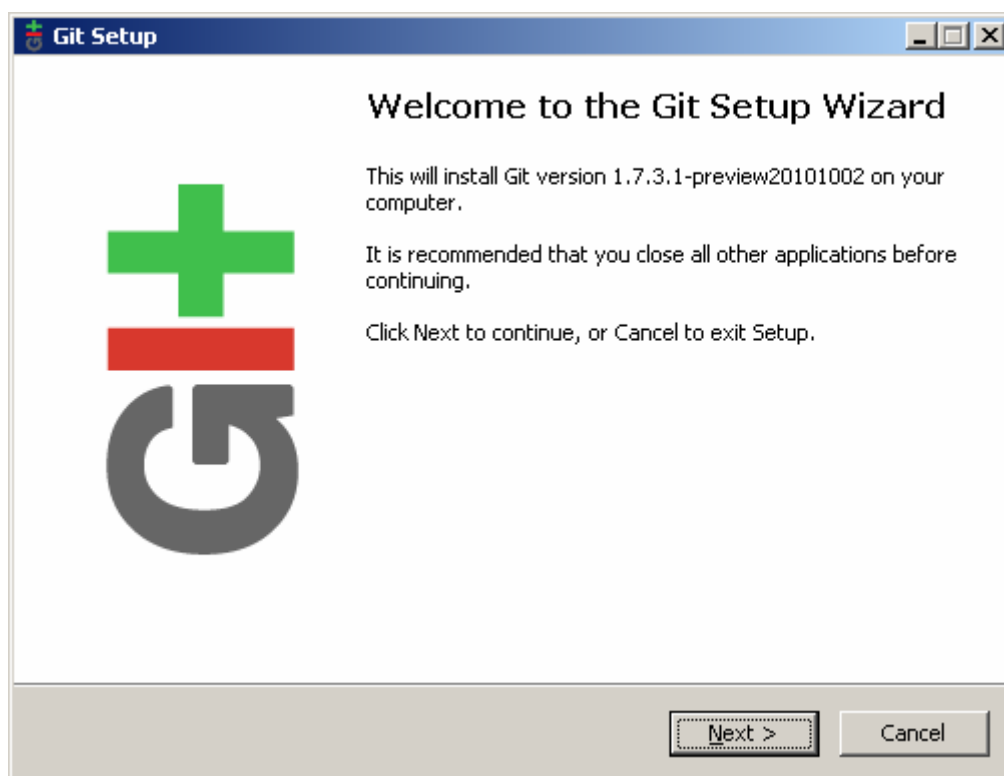 Git Setup
Welcome to the Git Setup Wizard
This will install Git version 1.7.3.1-preview20101002 on your
computer.
It is recommended that you close all other applications before
continuing.
Click Next to continue, or Cancel to exit Setup.
Git
Next >
Cancel